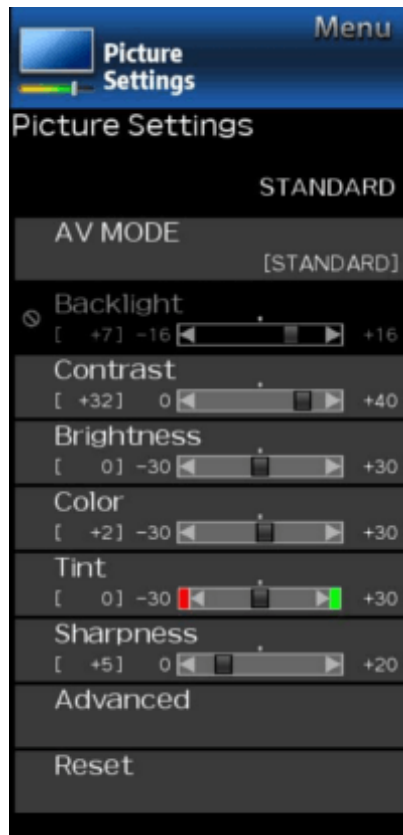 Menu
Picture
Settings
Picture Settings
STANDARD
AV MODE
[STANDARD]
Backlight
[ +7] -16 +16
Contrast
[ +32] 0 +40
Brightness
[ 0] -30 +30
Color
[ +2] -30 +30
Tint
[ 0] -30 +30
Sharpness
[ +5] 0 +20
Advanced
Reset